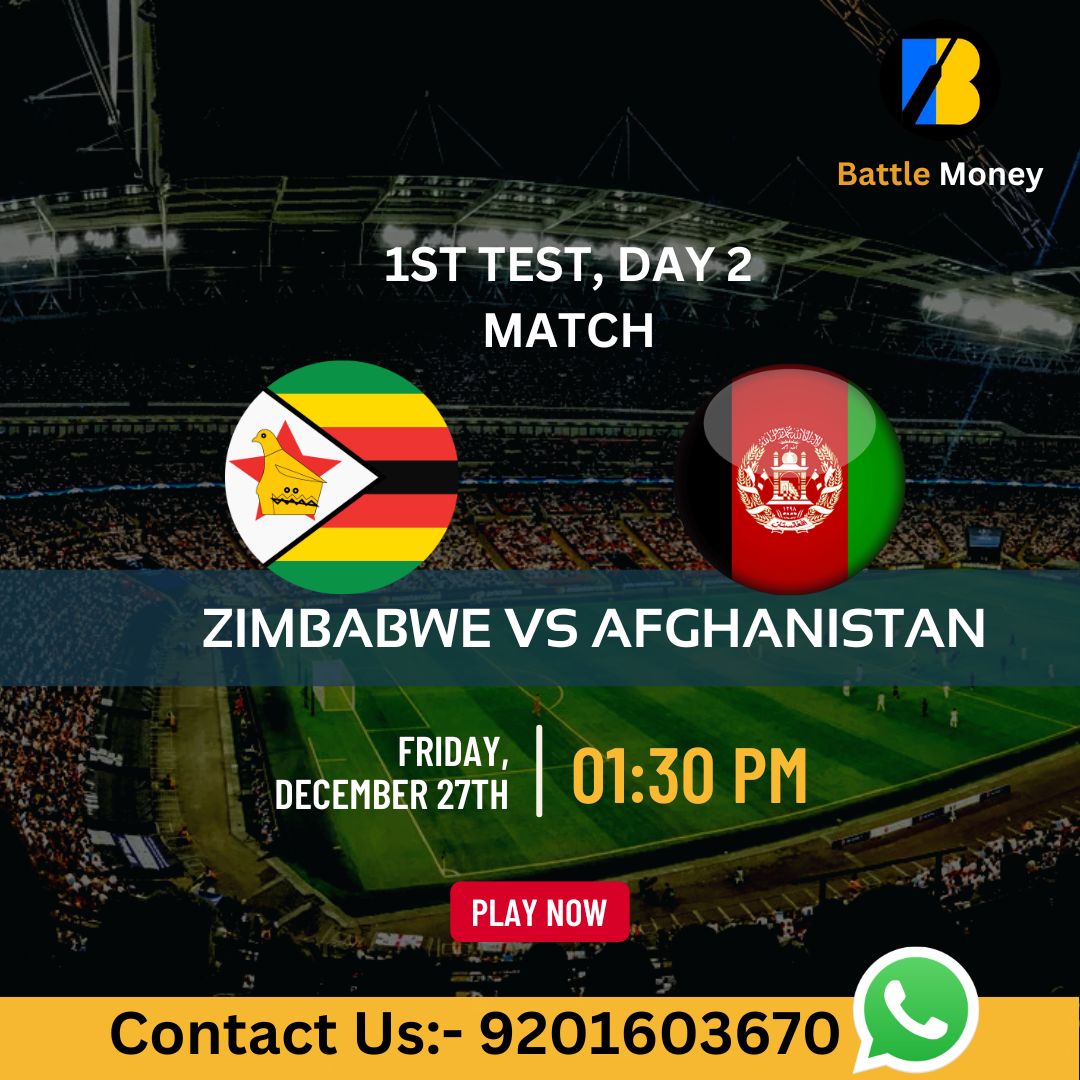 Battle Money
1ST TEST, DAY 2
MATCH
ZIMBABWE VS AFGHANISTAN
FRIDAY,
DECEMBER 27TH
01:30 PM
PLAY NOW
Contact Us:- 9201603670